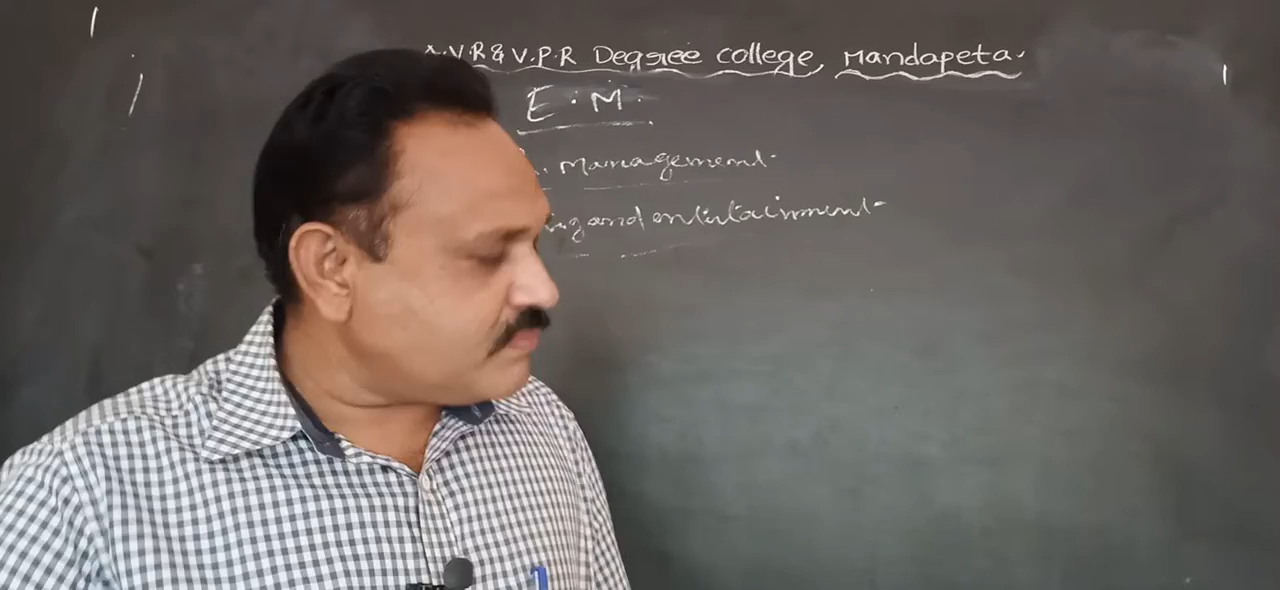 V.R & V.P.R Degree college, Mandapeta.
E.M.
Management.
and entertainment.